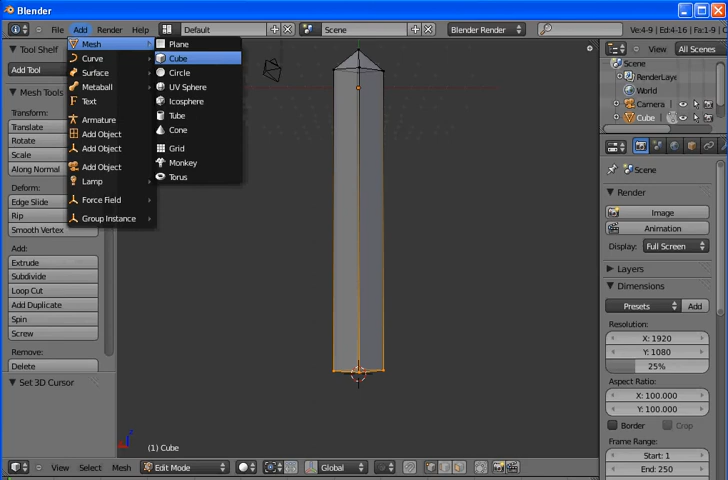 Blender
File Add Render Help Default Scene Blender Render Ve:4-9 | Ed:4-16 | Fa:1-9
Tool Shelf
Add Tool
Mesh Tools
Transform:
Translate
Rotate
Scale
Along Normal
Deform:
Edge Slide
Rip
Smooth Vertex
Add:
Extrude
Subdivide
Loop Cut
Add Duplicate
Spin
Screw
Remove:
Delete
Set 3D Cursor
Mesh
Curve
Surface
Metaball
Text
Armature
Add Object
Add Object
Add Object
Lamp
Force Field
Group Instance
Plane
Cube
Circle
UV Sphere
Icosphere
Tube
Cone
Grid
Monkey
Torus
z
(1) Cube
View Select Mesh Edit Mode Global
View All Scenes
Scene
RenderLaye
World
Camera
Cube
Scene
Render
Image
Animation
Display: Full Screen
Layers
Dimensions
Presets Add
Resolution:
X: 1920
Y: 1080
25%
Aspect Ratio:
X: 100.000
Y: 100.000
Border Crop
Frame Range:
Start: 1
End: 250